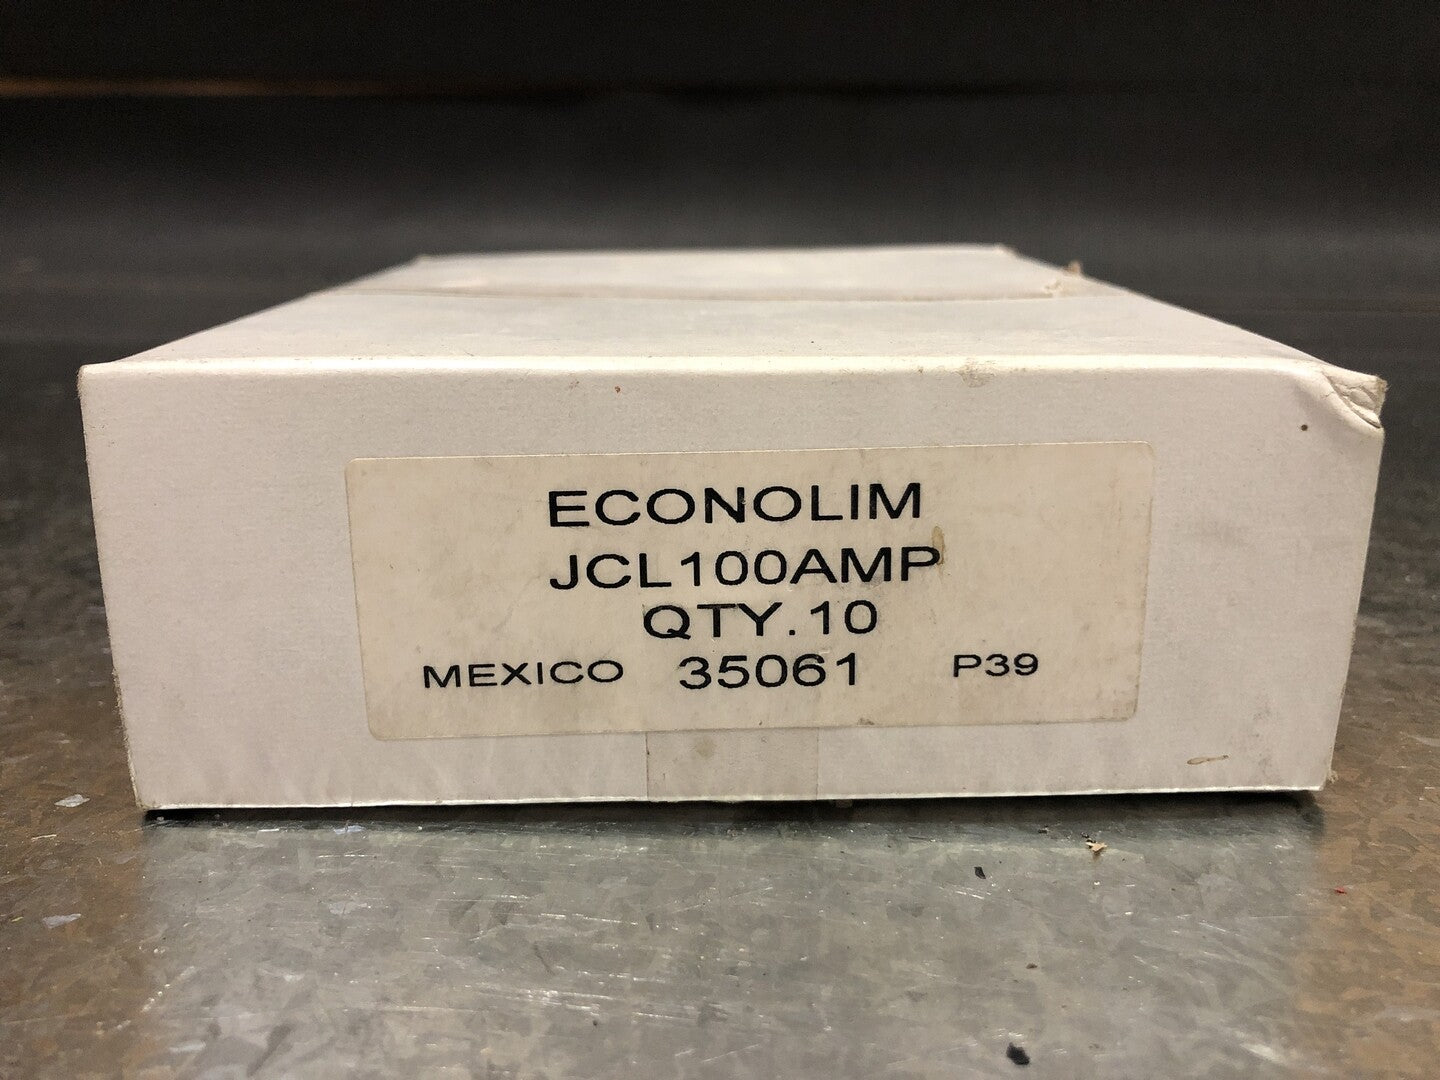 ECONOLIM
JCL100AMP
QTY.10
MEXICO 35061 P39